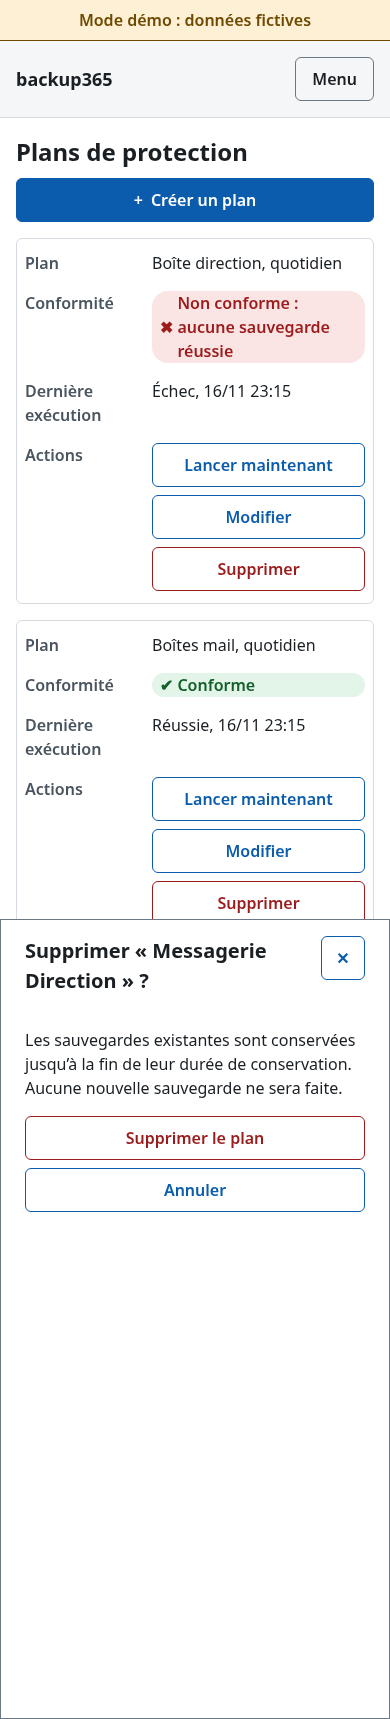 Mode démo : données fictives
backup365
Menu
Plans de protection
+ Créer un plan
Plan
Boîte direction, quotidien
Conformité
✖ Non conforme :
aucune sauvegarde
réussie
Dernière
exécution
Échec, 16/11 23:15
Actions
Lancer maintenant
Modifier
Supprimer
Plan
Boîtes mail, quotidien
Conformité
✔ Conforme
Dernière
exécution
Réussie, 16/11 23:15
Actions
Lancer maintenant
Modifier
Supprimer
Supprimer « Messagerie
Direction » ?
✕
Les sauvegardes existantes sont conservées
jusqu’à la fin de leur durée de conservation.
Aucune nouvelle sauvegarde ne sera faite.
Supprimer le plan
Annuler